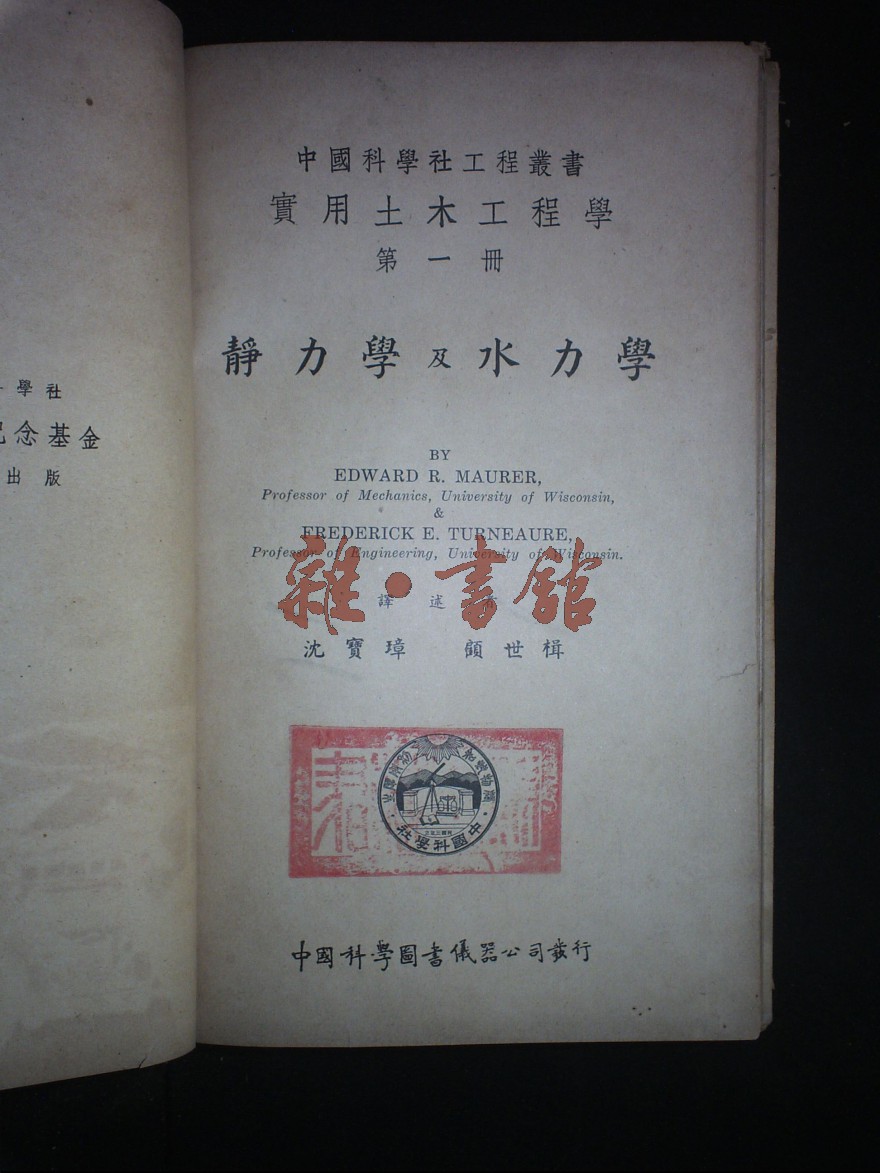 學社
念基金
出版
中國科學社工程叢書
實用土木工程學
第一冊
靜力學及水力學
BY
EDWARD R. MAURER,
Professor of Mechanics, University of Wisconsin,
&
FREDERICK E. TURNEAURE,
Professor of Engineering, University of Wisconsin.
雜·書館
譯述者
沈寶璋 顧世楫
中國科學社
中國科學圖書儀器公司發行